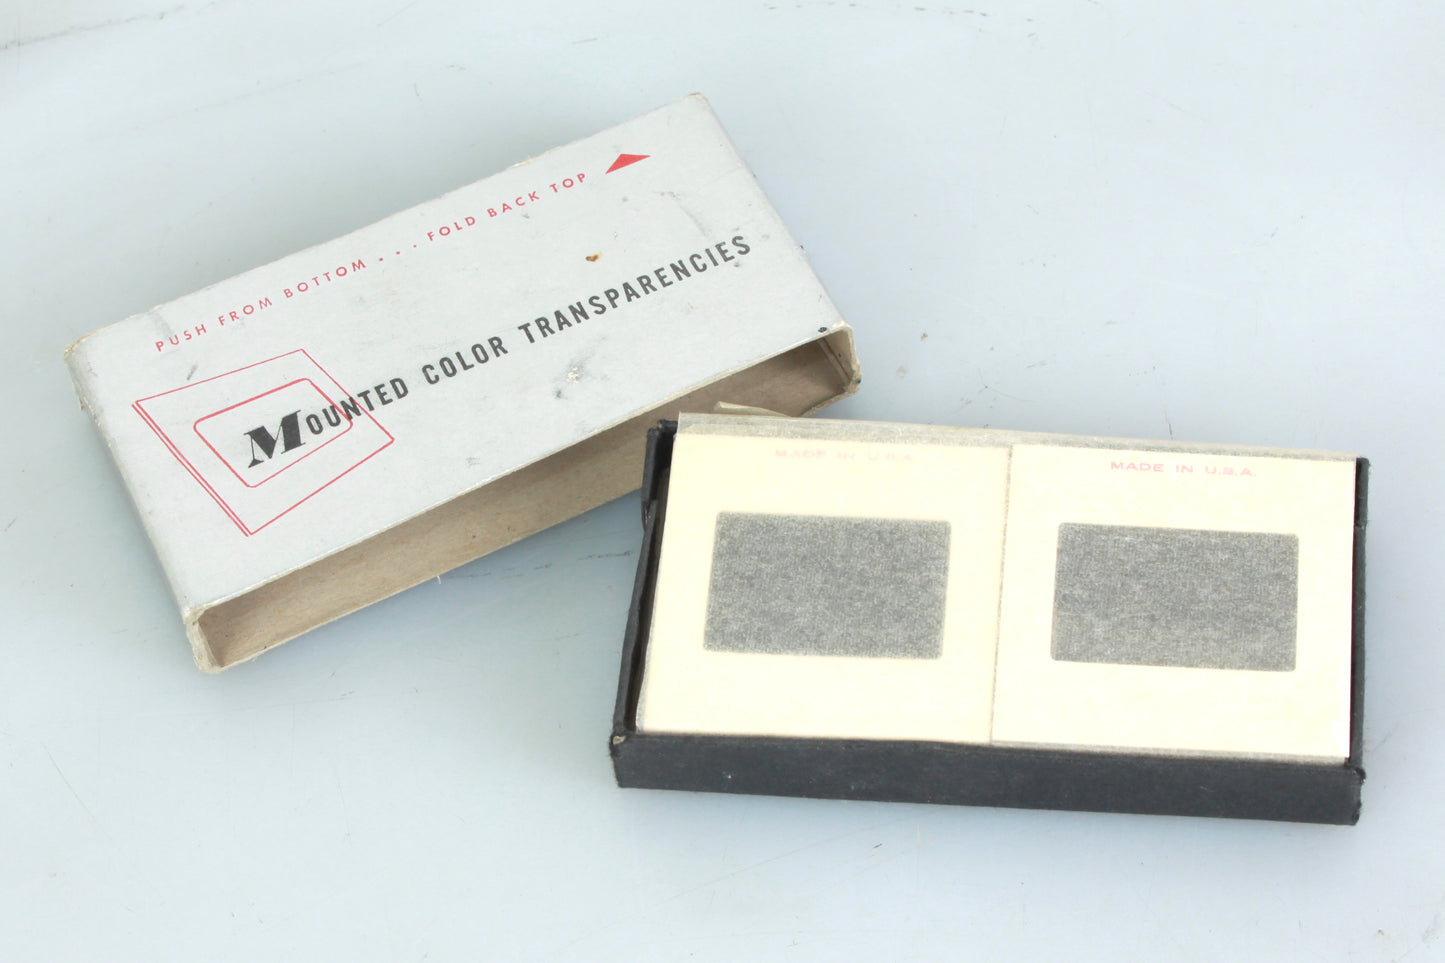 PUSH FROM BOTTOM . . . FOLD BACK TOP
MOUNTED COLOR TRANSPARENCIES
MADE IN U.S.A.
MADE IN U.S.A.